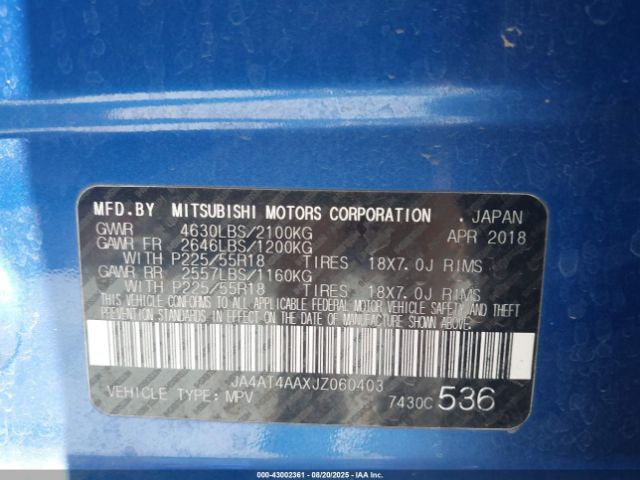 MFD.BY MITSUBISHI MOTORS CORPORATION . JAPAN
GVWR 4630LBS/2100KG APR 2018
GAWR FR 2646LBS/1200KG
WITH P225/55R18 TIRES 18X7.0J RIMS
GAWR RR 2557LBS/1160KG
WITH P225/55R18 TIRES 18X7.0J RIMS
THIS VEHICLE CONFORMS TO ALL APPLICABLE FEDERAL MOTOR VEHICLE SAFETY AND THEFT
PREVENTION STANDARDS IN EFFECT ON THE DATE OF MANUFACTURE SHOWN ABOVE.
JA4AT4AAXJZ060403
VEHICLE TYPE: MPV 7430C 536
000-43002361 - 08/20/2025 - IAA Inc.